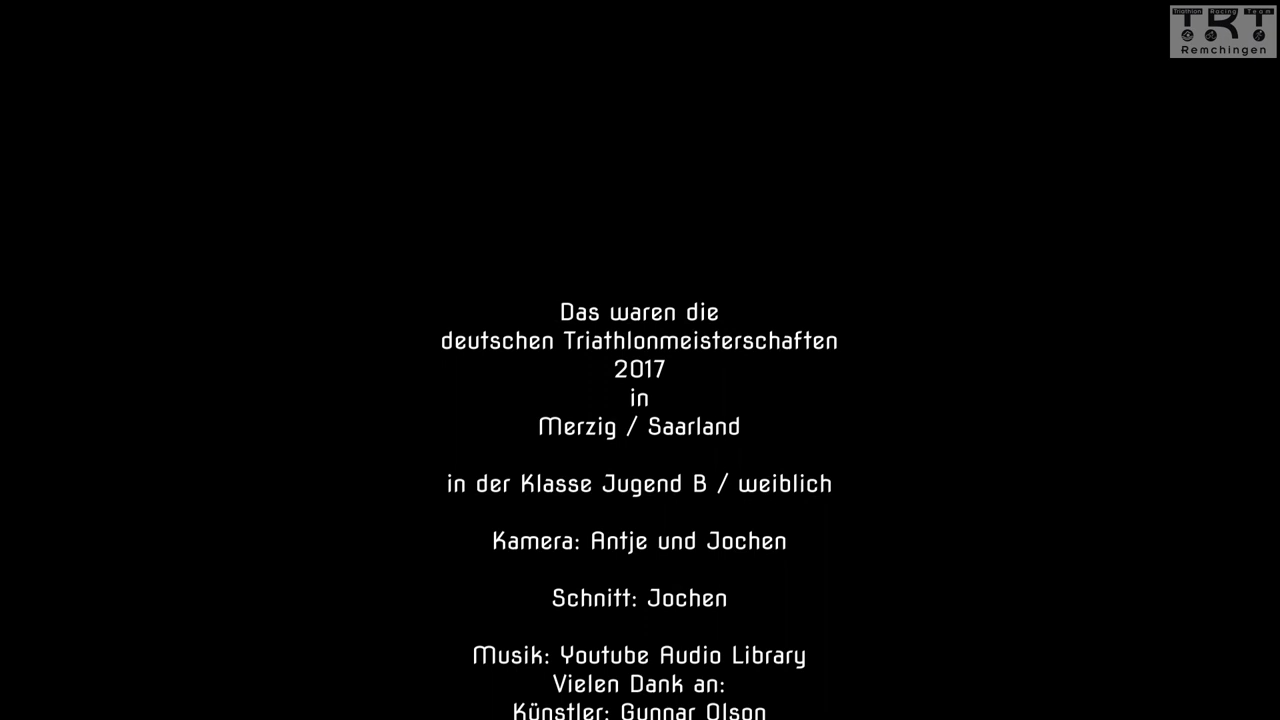 Triathlon Racing Team
TRT
Remchingen
Das waren die
deutschen Triathlonmeisterschaften
2017
in
Merzig / Saarland
in der Klasse Jugend B / weiblich
Kamera: Antje und Jochen
Schnitt: Jochen
Musik: Youtube Audio Library
Vielen Dank an:
Künstler: Gunnar Olson